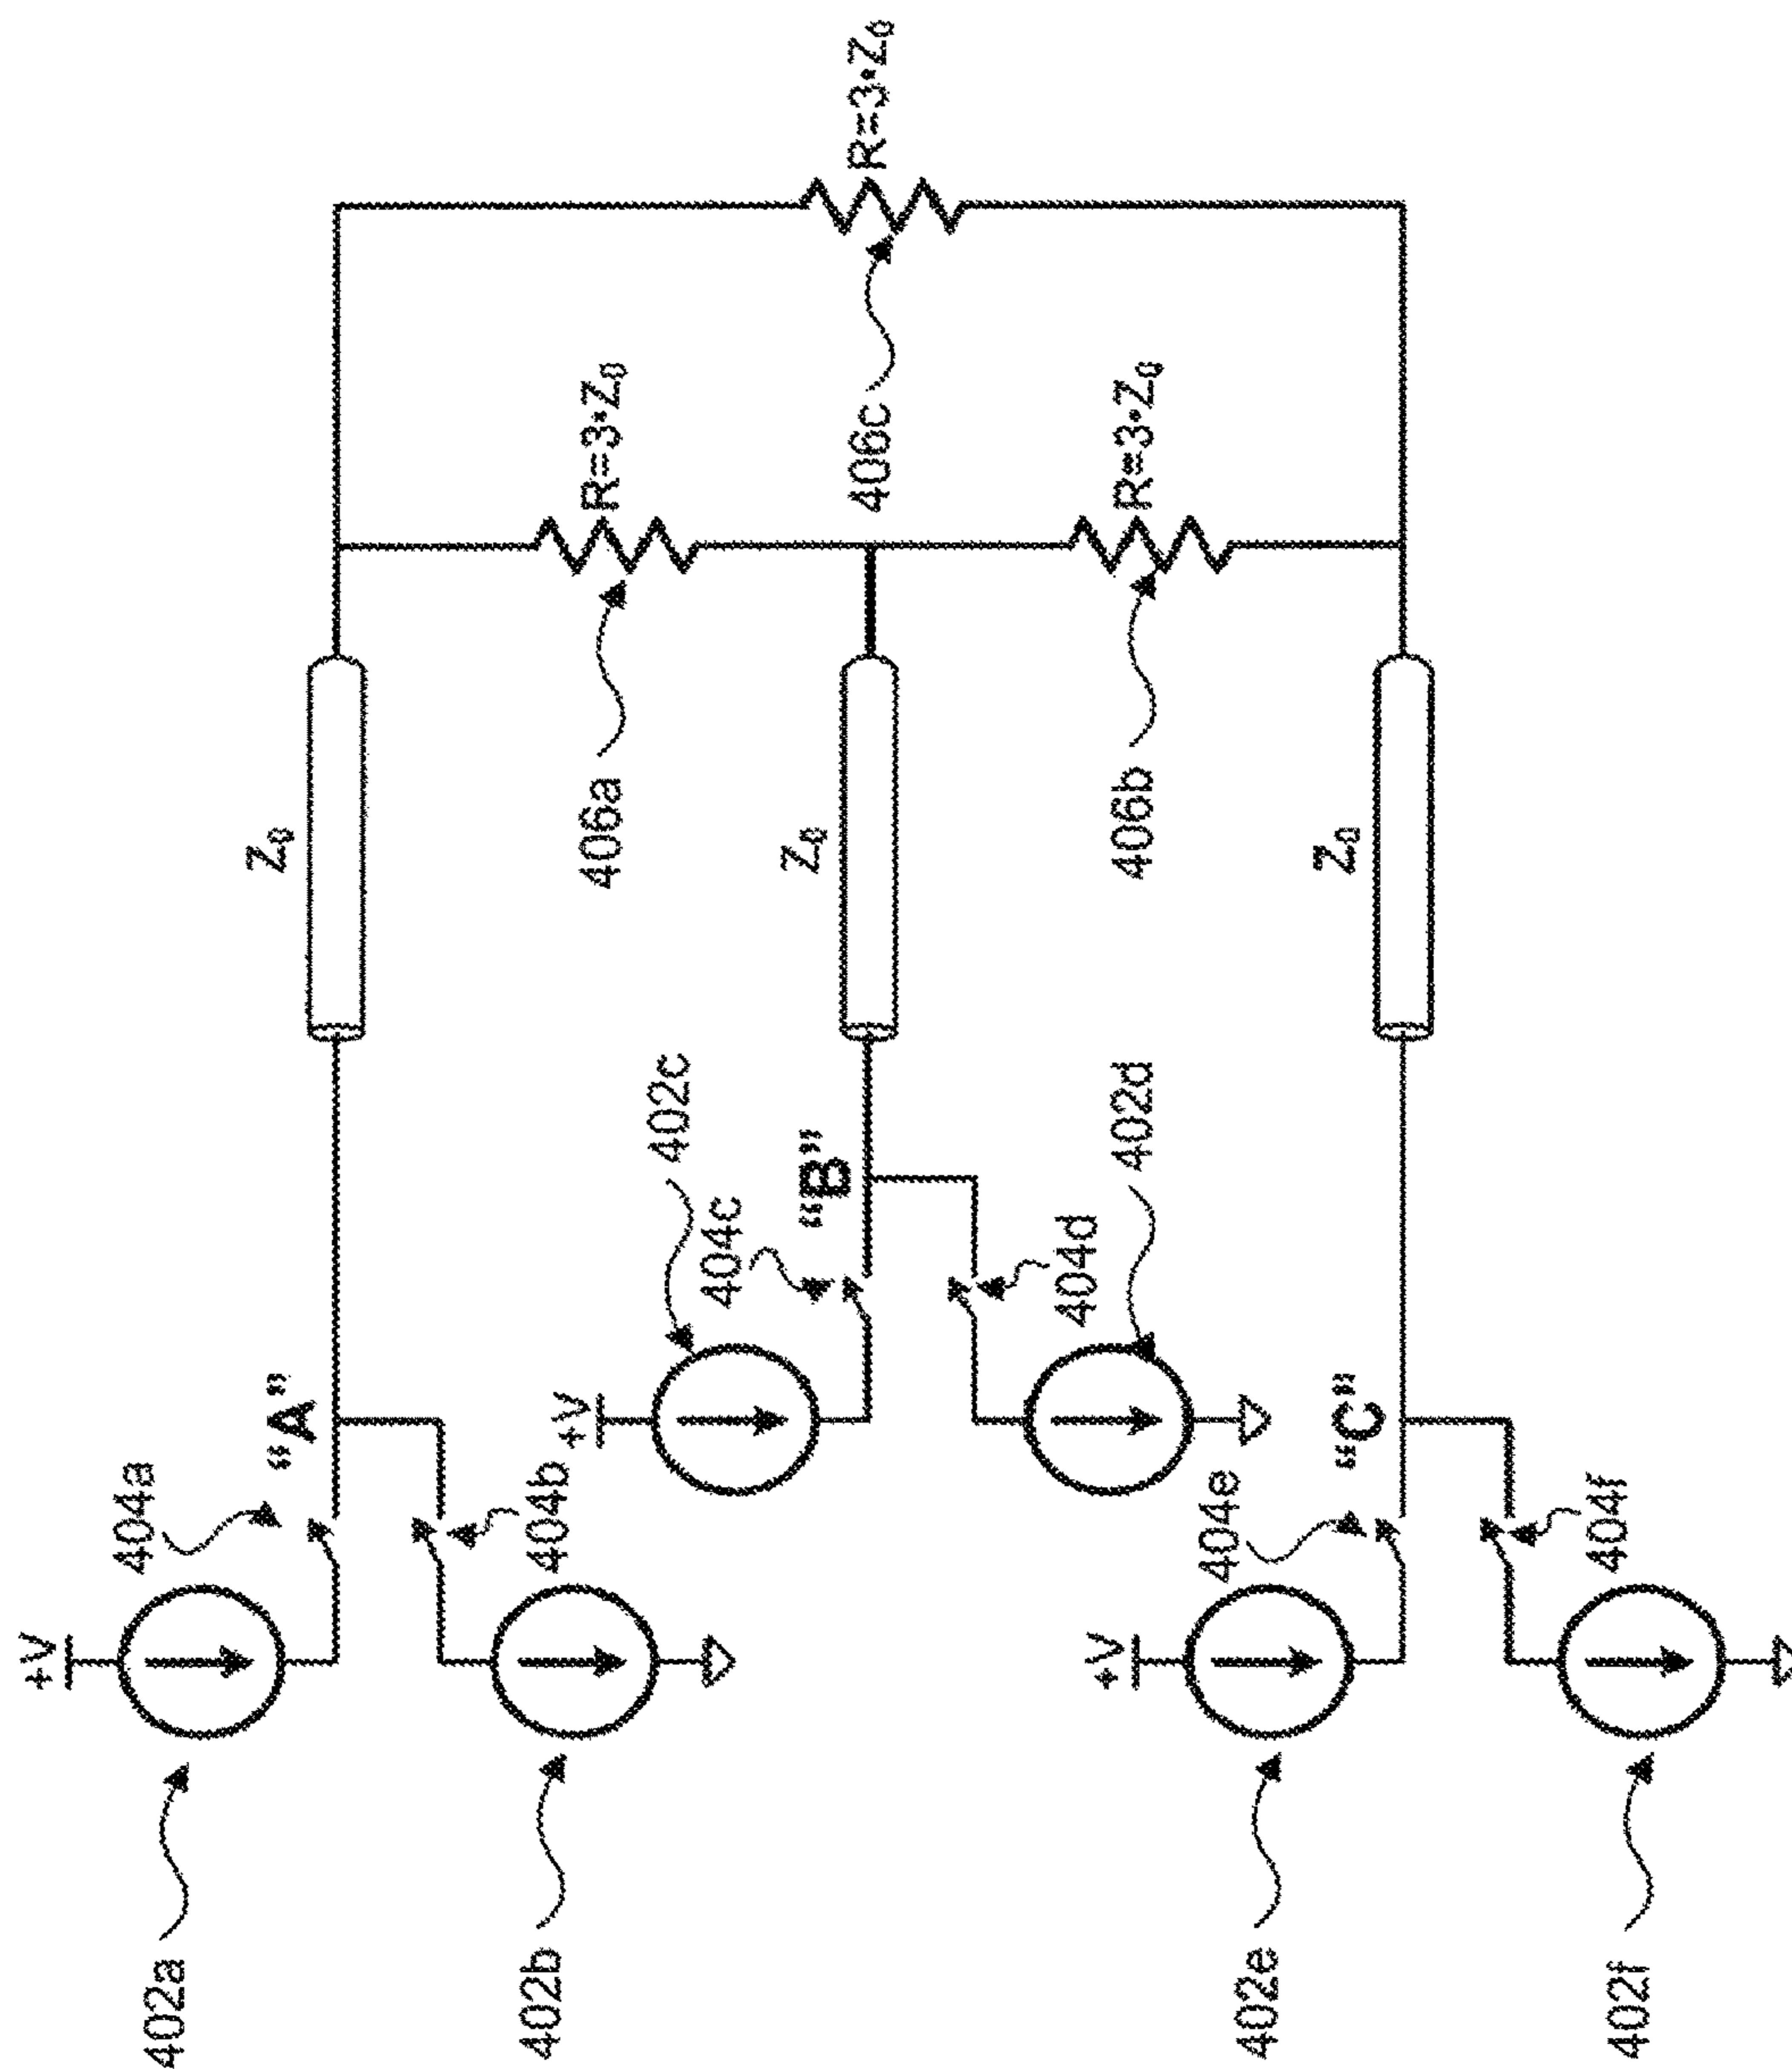 +V
402a
404a
"A"
Z₀
402b
404b
R=3•Z₀
406a
+V
402c
404c
"B"
Z₀
R=3•Z₀
406c
404d
402d
R=3•Z₀
406b
+V
402e
404e
"C"
Z₀
402f
404f